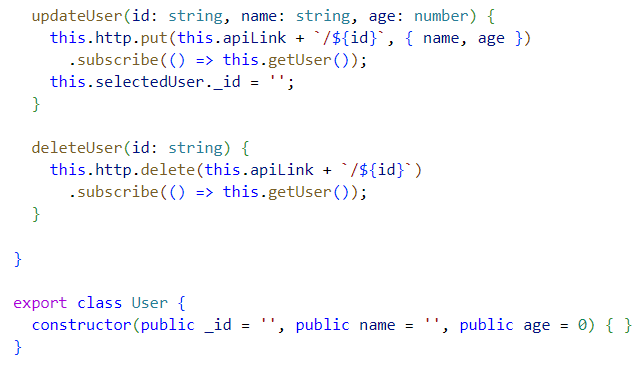 updateUser(id: string, name: string, age: number) {
this.http.put(this.apiLink + `/${id}`, { name, age })
.subscribe(() => this.getUser());
this.selectedUser._id = '';
}
deleteUser(id: string) {
this.http.delete(this.apiLink + `/${id}`)
.subscribe(() => this.getUser());
}
}
export class User {
constructor(public _id = '', public name = '', public age = 0) { }
}